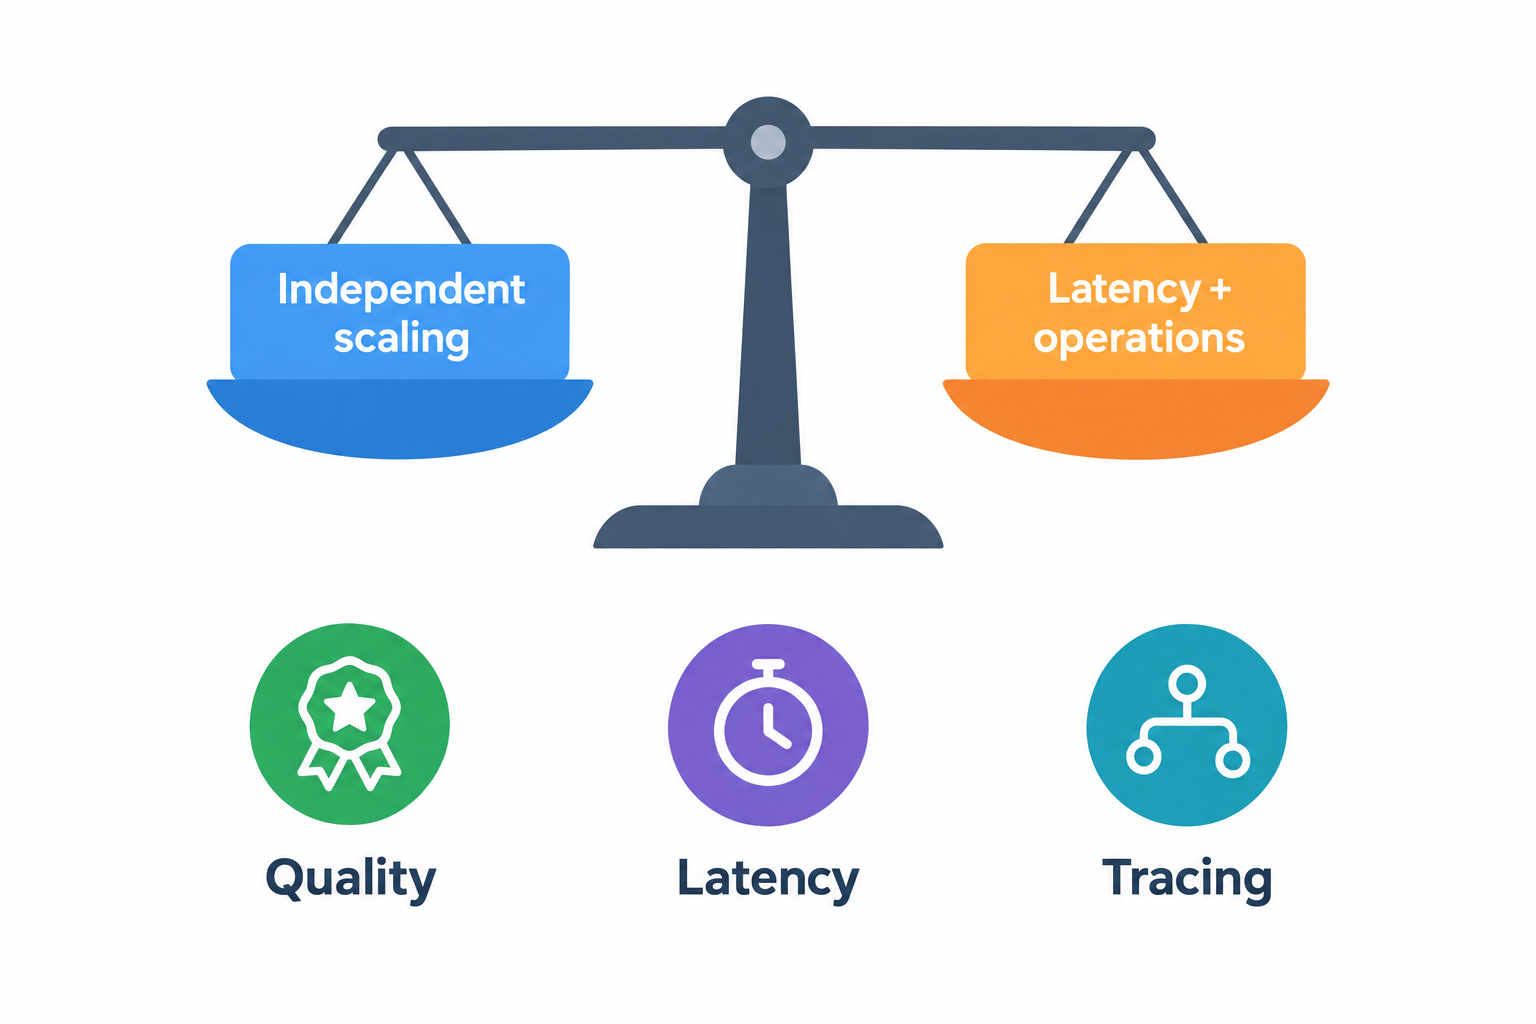 Independent
scaling
Latency +
operations
Quality
Latency
Tracing